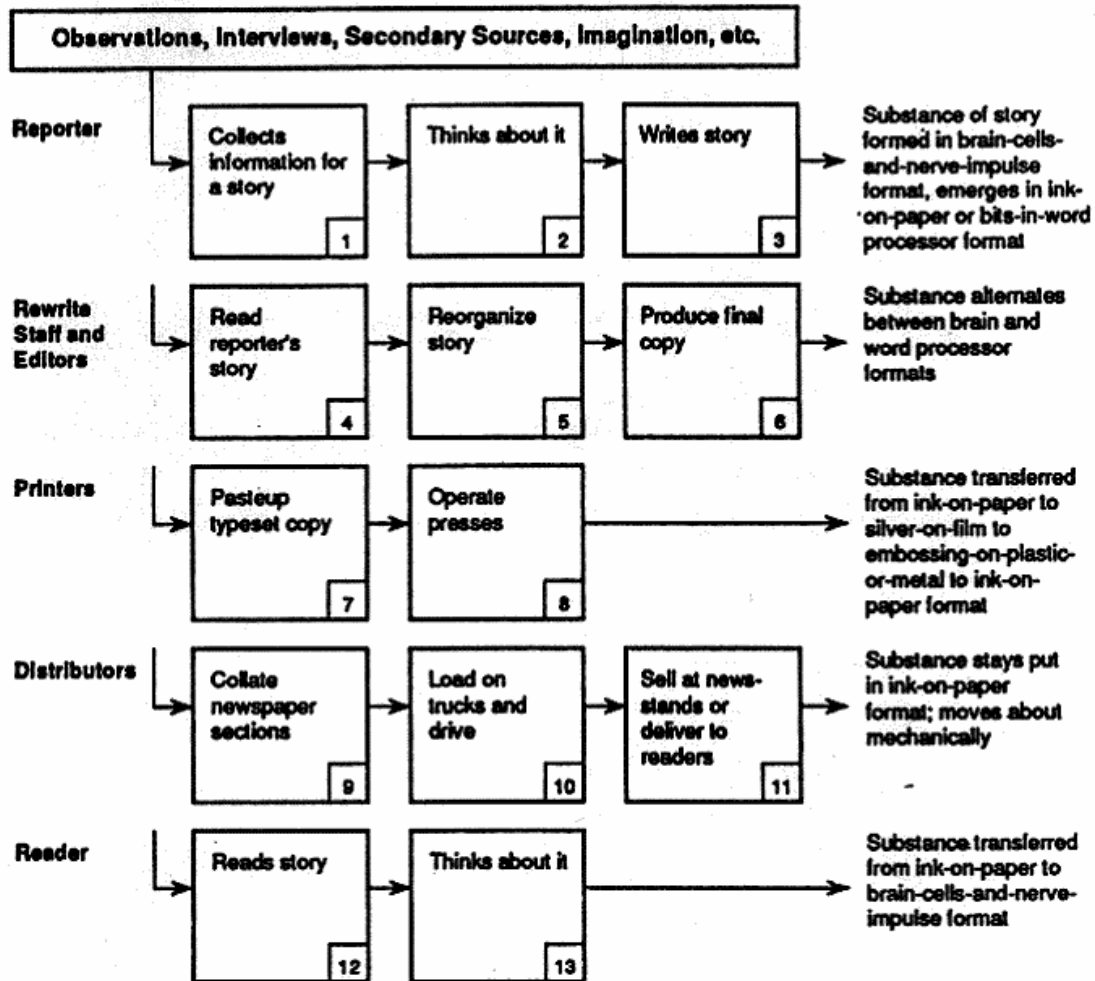 Observations, Interviews, Secondary Sources, Imagination, etc.
Reporter
Collects
information for
a story
1
Thinks about it
2
Writes story
3
Substance of story
formed in brain-cells-
and-nerve-impulse
format, emerges in ink-
on-paper or bits-in-word
processor format
Rewrite
Staff and
Editors
Read
reporter's
story
4
Reorganize
story
5
Produce final
copy
6
Substance alternates
between brain and
word processor
formats
Printers
Pasteup
typeset copy
7
Operate
presses
8
Substance transferred
from ink-on-paper to
silver-on-film to
embossing-on-plastic-
or-metal to ink-on-
paper format
Distributors
Collate
newspaper
sections
9
Load on
trucks and
drive
10
Sell at news-
stands or
deliver to
readers
11
Substance stays put
in ink-on-paper
format; moves about
mechanically
Reader
Reads story
12
Thinks about it
13
Substance transferred
from ink-on-paper to
brain-cells-and-nerve-
impulse format